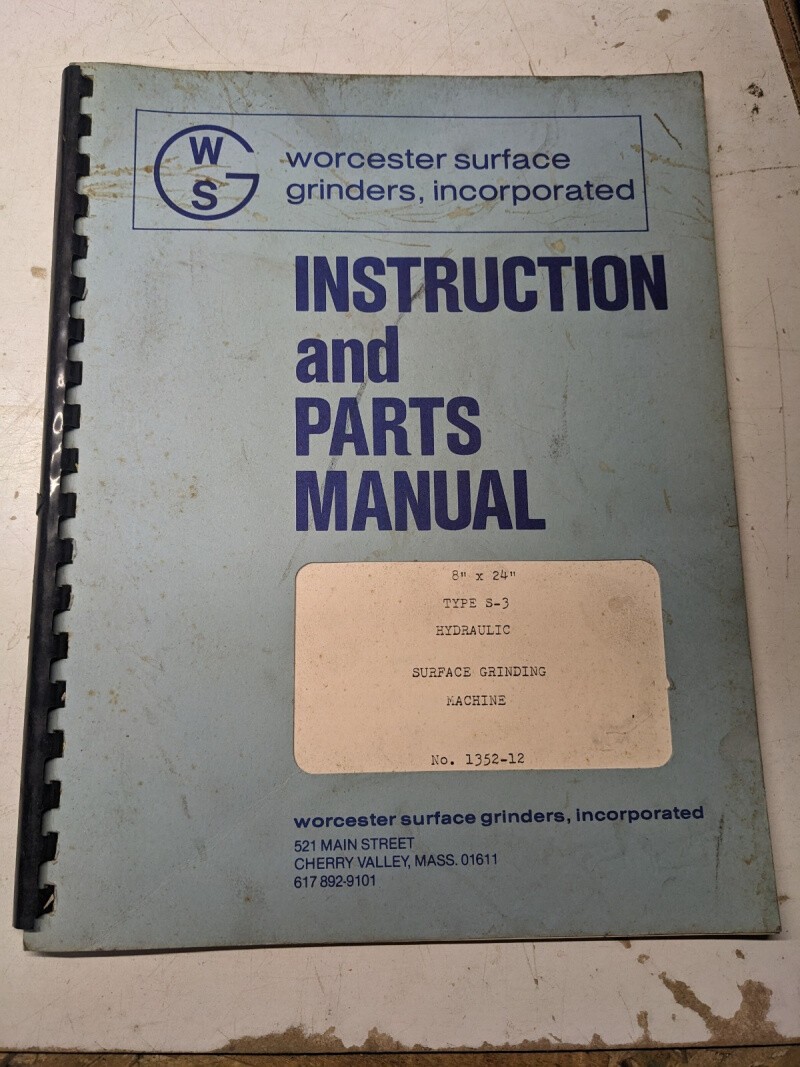 W
G
S
worcester surface
grinders, incorporated
INSTRUCTION
and
PARTS
MANUAL
8" x 24"
TYPE S-3
HYDRAULIC
SURFACE GRINDING
MACHINE
No. 1352-12
worcester surface grinders, incorporated
521 MAIN STREET
CHERRY VALLEY, MASS. 01611
617 892-9101